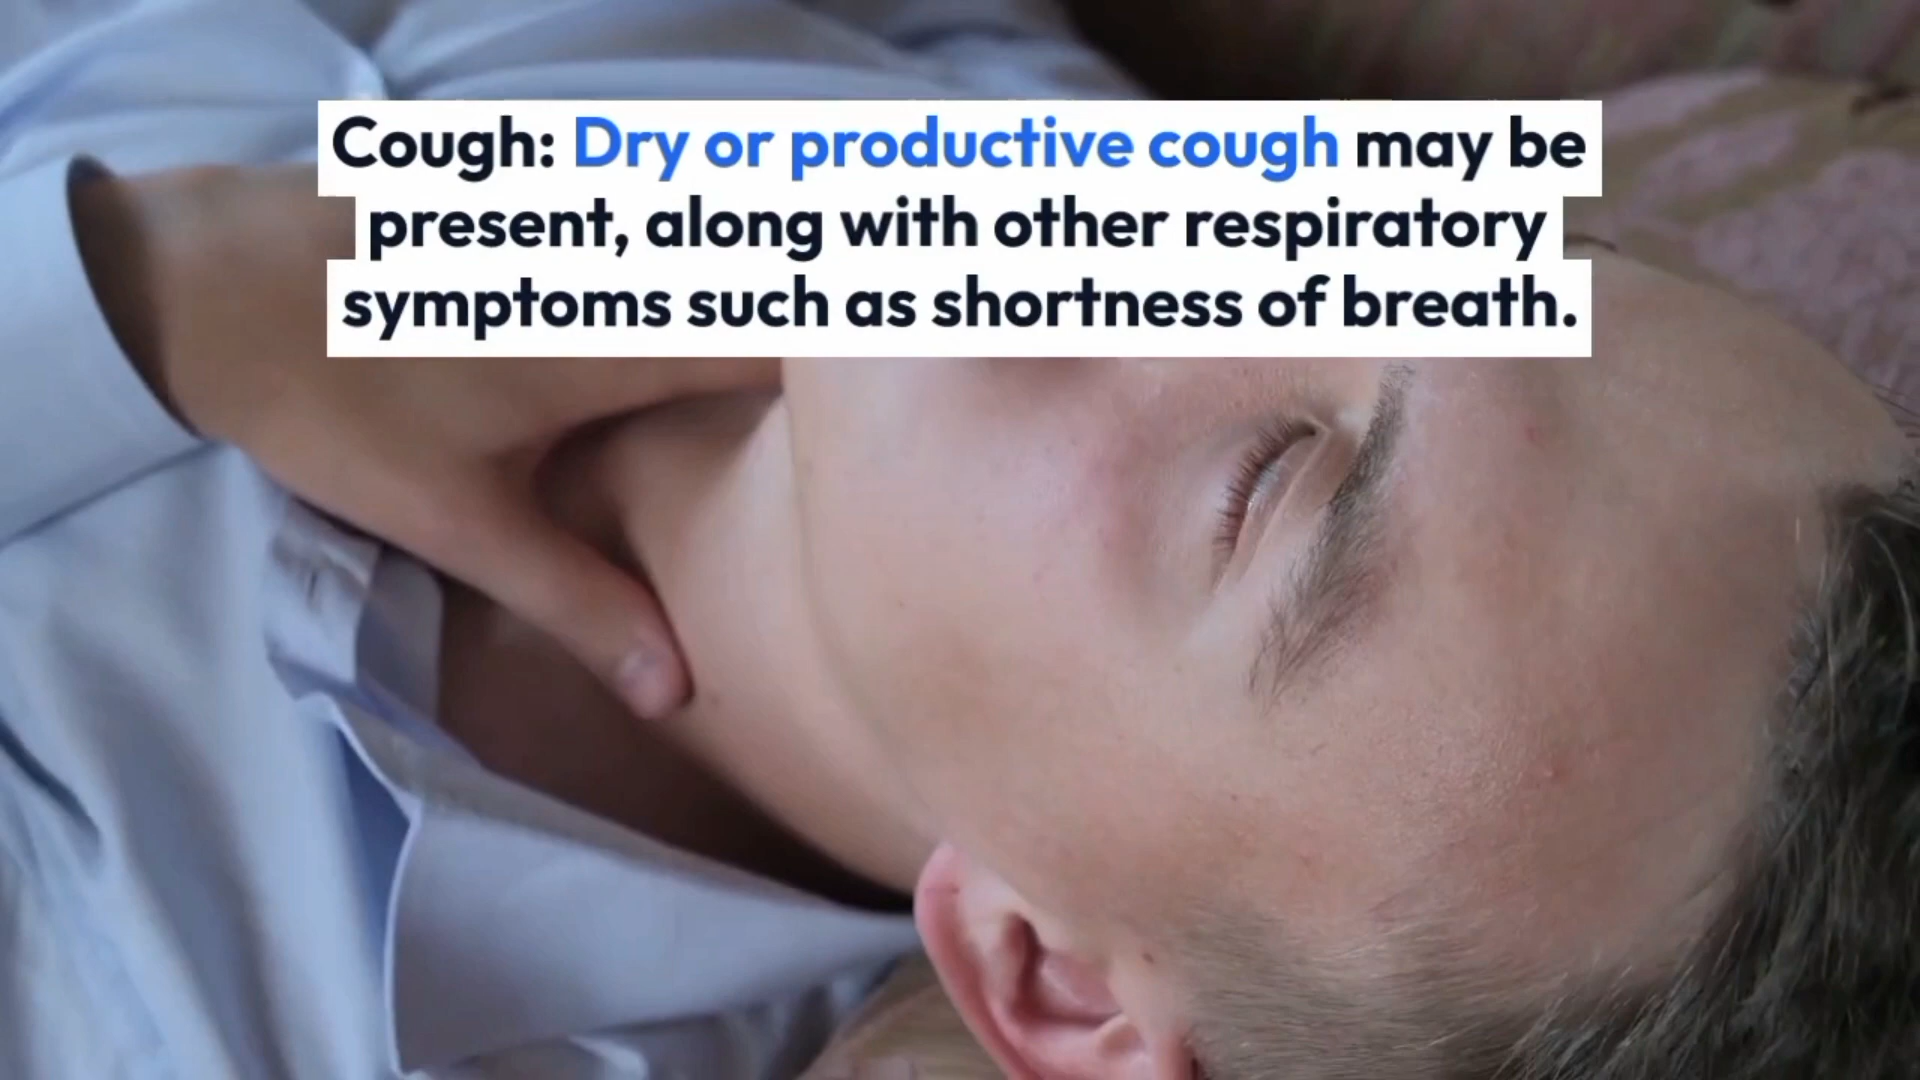 Cough: Dry or productive cough may be
present, along with other respiratory
symptoms such as shortness of breath.